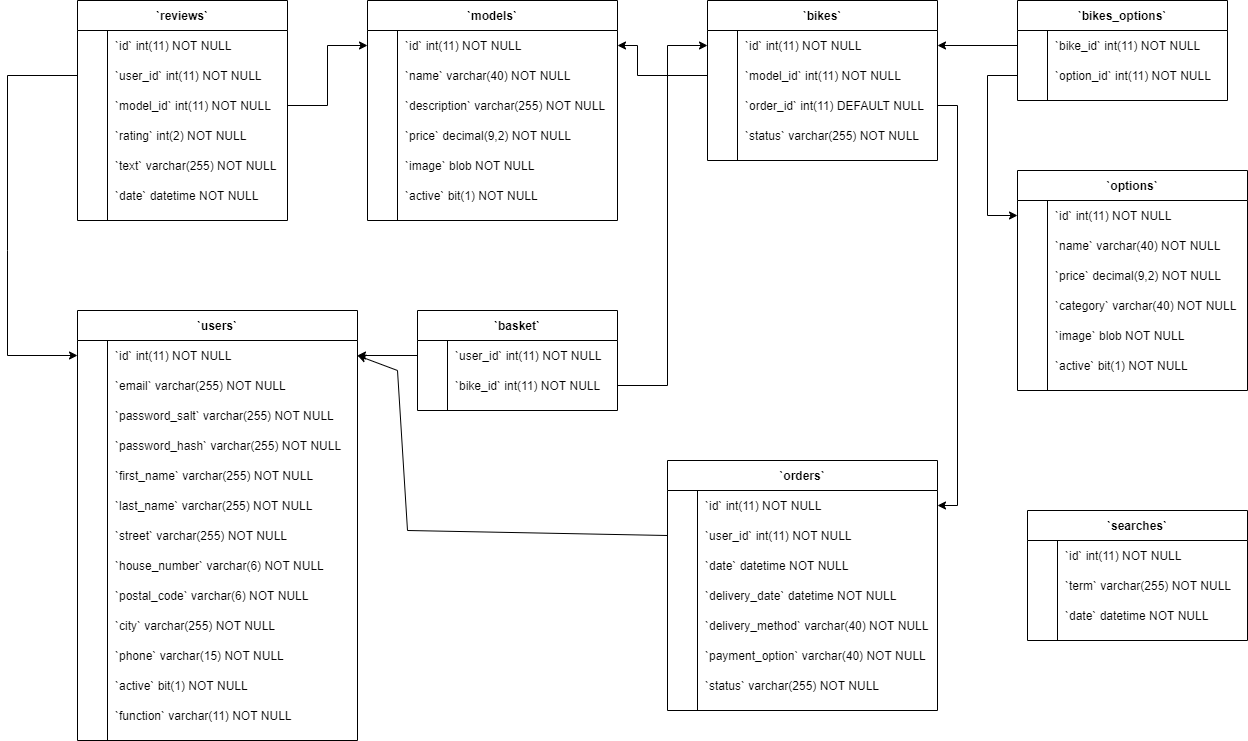 `reviews`
`id` int(11) NOT NULL
`user_id` int(11) NOT NULL
`model_id` int(11) NOT NULL
`rating` int(2) NOT NULL
`text` varchar(255) NOT NULL
`date` datetime NOT NULL
`models`
`id` int(11) NOT NULL
`name` varchar(40) NOT NULL
`description` varchar(255) NOT NULL
`price` decimal(9,2) NOT NULL
`image` blob NOT NULL
`active` bit(1) NOT NULL
`bikes`
`id` int(11) NOT NULL
`model_id` int(11) NOT NULL
`order_id` int(11) DEFAULT NULL
`status` varchar(255) NOT NULL
`bikes_options`
`bike_id` int(11) NOT NULL
`option_id` int(11) NOT NULL
`options`
`id` int(11) NOT NULL
`name` varchar(40) NOT NULL
`price` decimal(9,2) NOT NULL
`category` varchar(40) NOT NULL
`image` blob NOT NULL
`active` bit(1) NOT NULL
`users`
`id` int(11) NOT NULL
`email` varchar(255) NOT NULL
`password_salt` varchar(255) NOT NULL
`password_hash` varchar(255) NOT NULL
`first_name` varchar(255) NOT NULL
`last_name` varchar(255) NOT NULL
`street` varchar(255) NOT NULL
`house_number` varchar(6) NOT NULL
`postal_code` varchar(6) NOT NULL
`city` varchar(255) NOT NULL
`phone` varchar(15) NOT NULL
`active` bit(1) NOT NULL
`function` varchar(11) NOT NULL
`basket`
`user_id` int(11) NOT NULL
`bike_id` int(11) NOT NULL
`orders`
`id` int(11) NOT NULL
`user_id` int(11) NOT NULL
`date` datetime NOT NULL
`delivery_date` datetime NOT NULL
`delivery_method` varchar(40) NOT NULL
`payment_option` varchar(40) NOT NULL
`status` varchar(255) NOT NULL
`searches`
`id` int(11) NOT NULL
`term` varchar(255) NOT NULL
`date` datetime NOT NULL